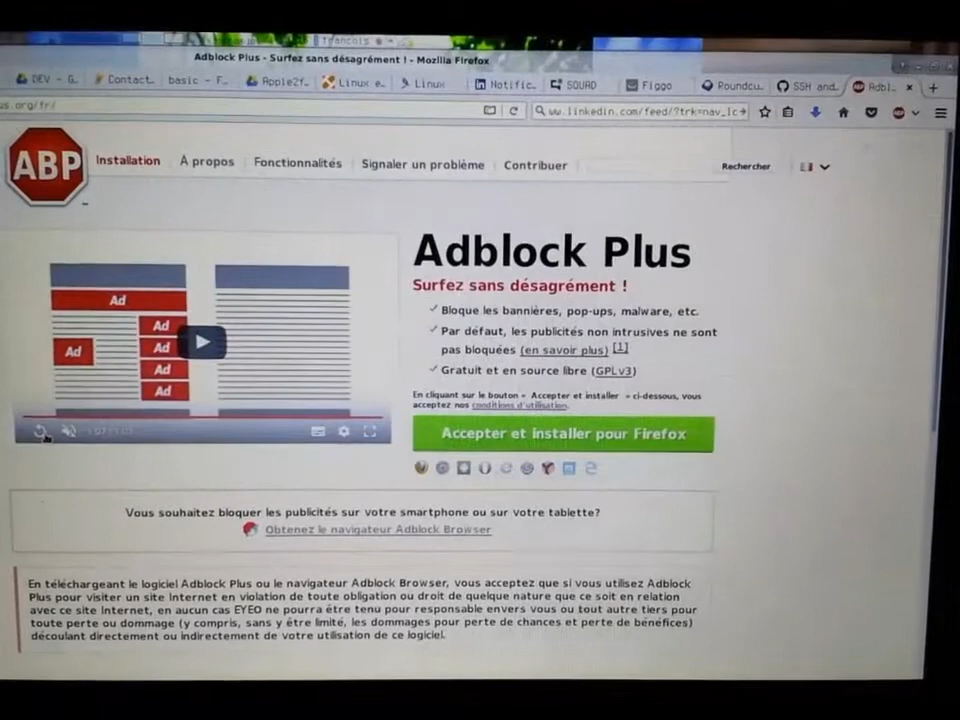 Adblock Plus - Surfez sans désagrément ! - Mozilla Firefox
DEV - G.. Contact.. basic - F.. Apple2f.. Linux e.. Linux Notific.. SQUAD Figgo Roundcu.. SSH and.. Adbl..
us.org/fr/ ww.linkedin.com/feed/?trk=nav_lc
ABP
Installation À propos Fonctionnalités Signaler un problème Contribuer Rechercher
Adblock Plus
Surfez sans désagrément !
Bloque les bannières, pop-ups, malware, etc.
Par défaut, les publicités non intrusives ne sont
pas bloquées (en savoir plus) [1]
Gratuit et en source libre (GPLv3)
Ad
Ad
Ad
Ad
Ad
Ad
En cliquant sur le bouton « Accepter et installer » ci-dessous, vous
acceptez nos conditions d'utilisation.
Accepter et installer pour Firefox
Vous souhaitez bloquer les publicités sur votre smartphone ou sur votre tablette?
Obtenez le navigateur Adblock Browser
En téléchargeant le logiciel Adblock Plus ou le navigateur Adblock Browser, vous acceptez que si vous utilisez Adblock
Plus pour visiter un site Internet en violation de toute obligation ou droit de quelque nature que ce soit en relation
avec ce site Internet, en aucun cas EYEO ne pourra être tenu pour responsable envers vous ou tout autre tiers pour
toute perte ou dommage (y compris, sans y être limité, les dommages pour perte de chances et perte de bénéfices)
découlant directement ou indirectement de votre utilisation de ce logiciel.